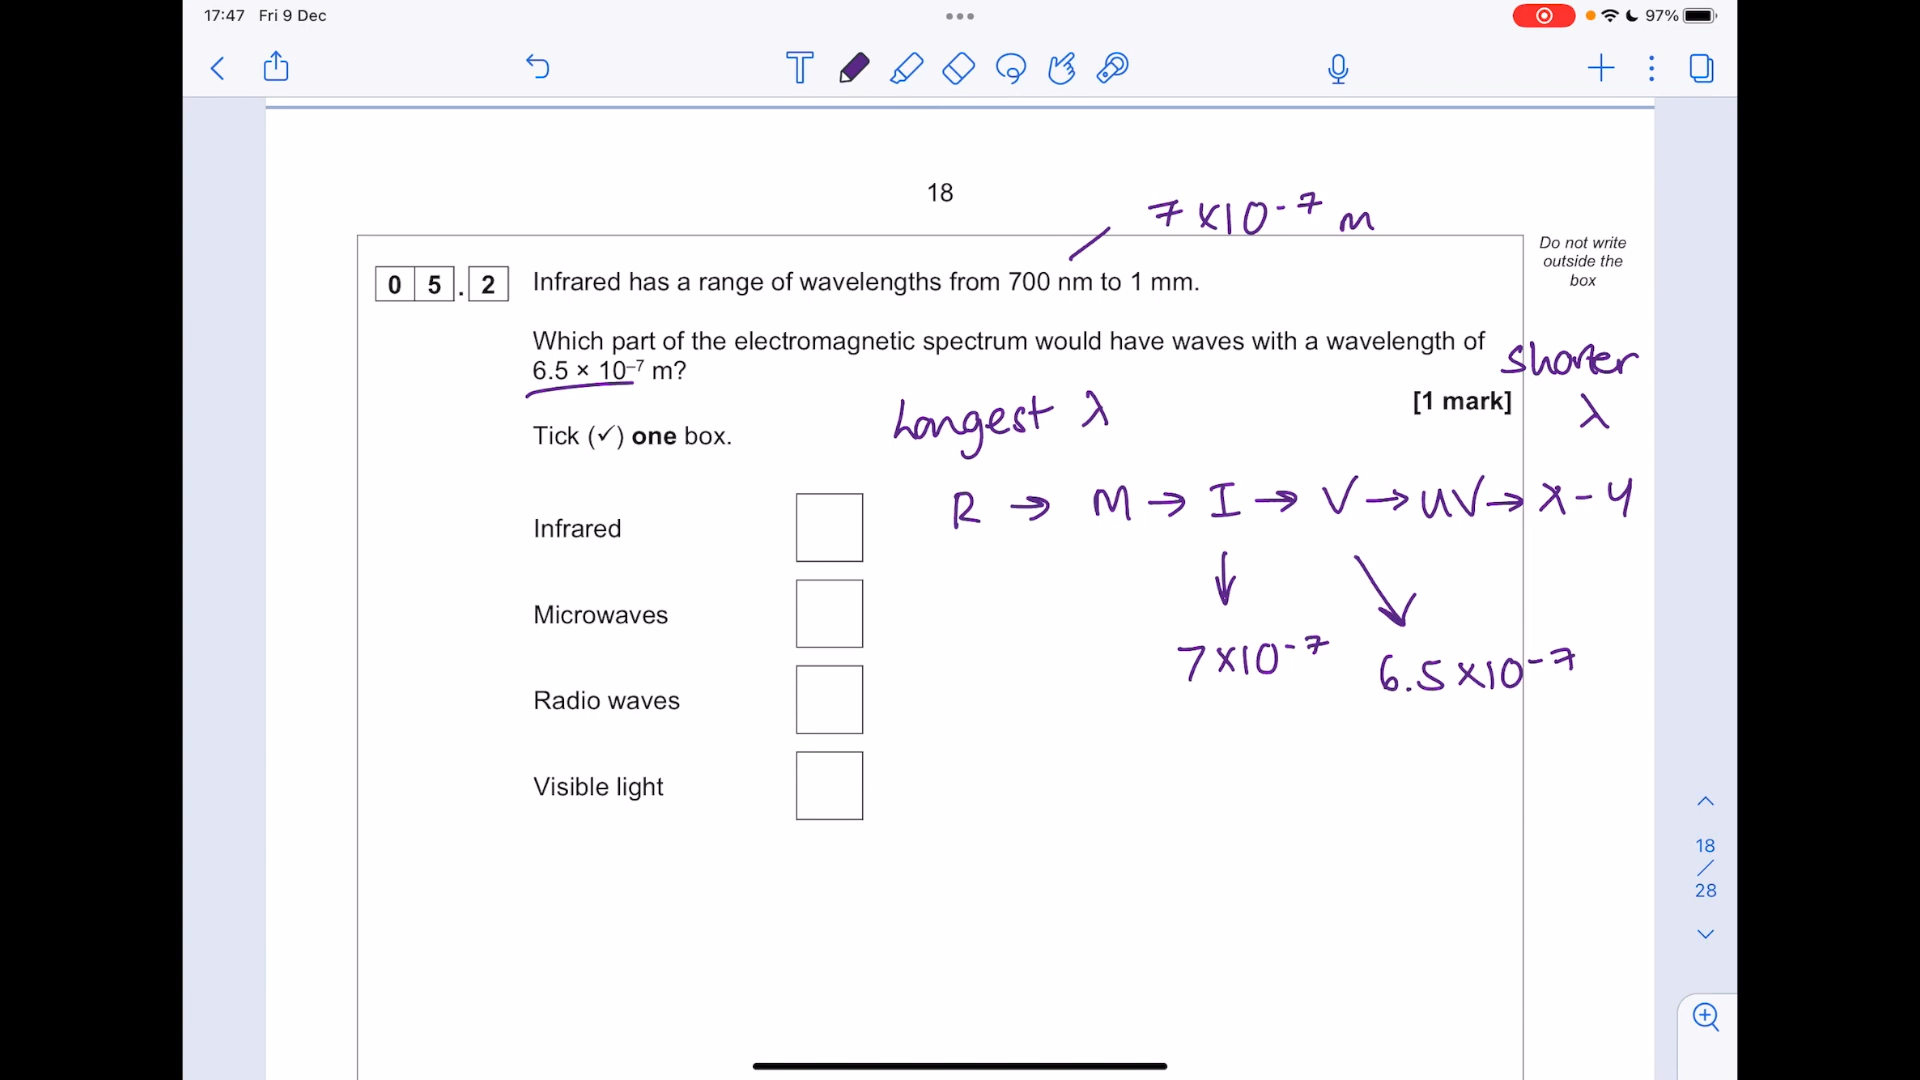 17:47 Fri 9 Dec
97%
18
7×10⁻⁷ m
Do not write
outside the
box
0 5 . 2 Infrared has a range of wavelengths from 700 nm to 1 mm.
Which part of the electromagnetic spectrum would have waves with a wavelength of
6.5 × 10⁻⁷ m?
shorter
λ
[1 mark]
Longest λ
Tick (✓) one box.
R → M → I → V → UV → X - Y
Infrared
Microwaves
7×10⁻⁷
6.5×10⁻⁷
Radio waves
Visible light
18
/
28